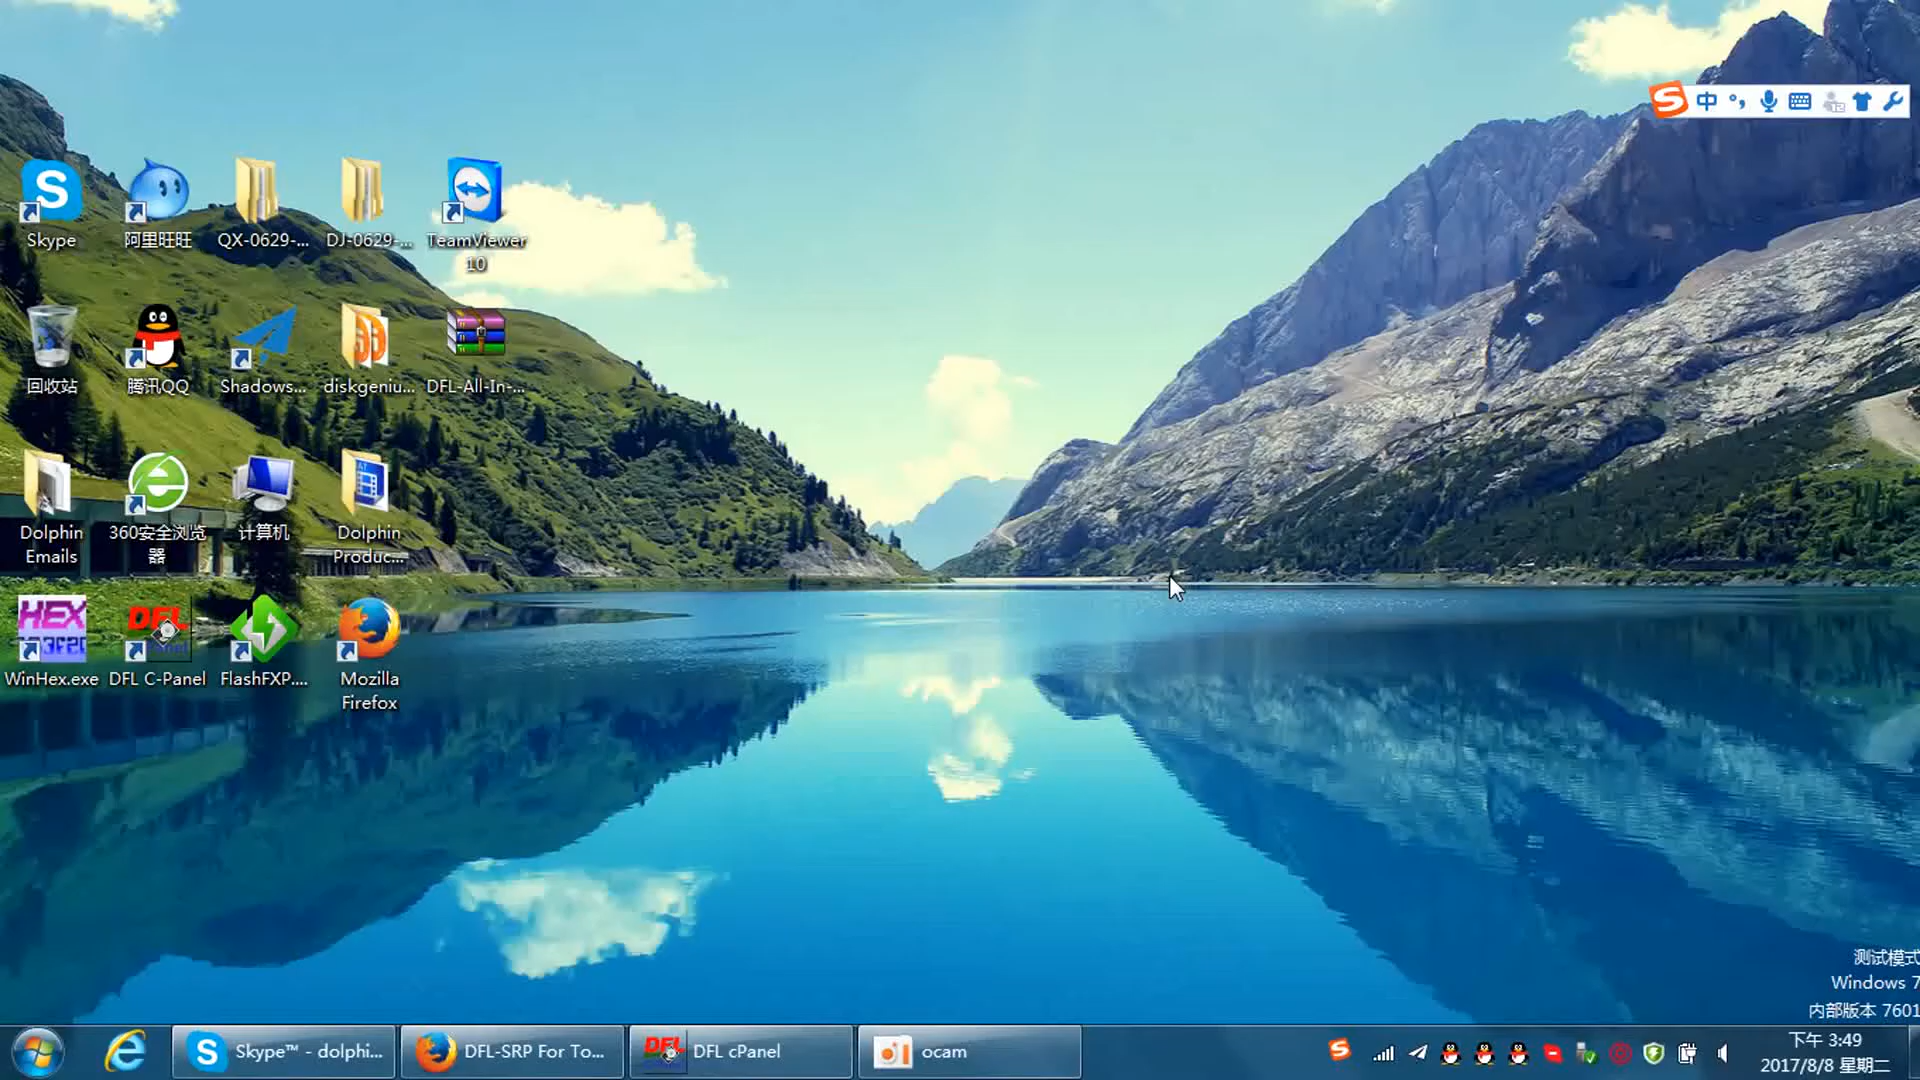 中
12
Skype
阿里旺旺
QX-0629-...
DJ-0629-...
TeamViewer
10
回收站
腾讯QQ
Shadows...
diskgeniu...
DFL-All-In-...
Dolphin
Emails
360安全浏览
器
计算机
Dolphin
Produc...
HEX
WinHex.exe
DFL
DFL C-Panel
FlashFXP....
Mozilla
Firefox
测试模式
Windows 7
内部版本 7601
Skype™ - dolphi...
DFL-SRP For To...
DFL
DFL cPanel
ocam
下午 3:49
2017/8/8 星期二